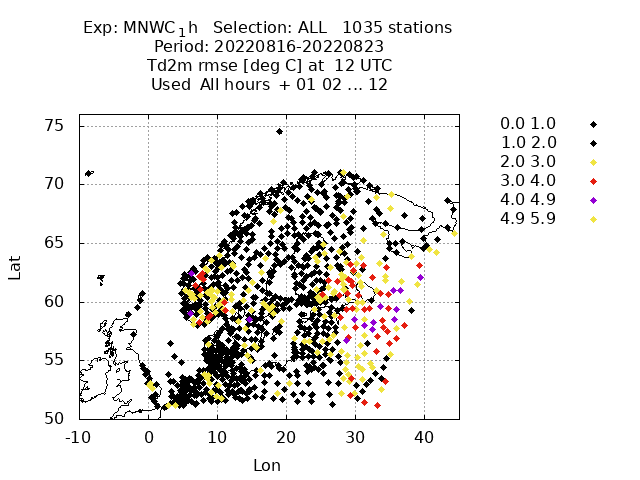 Exp: MNWC_1h   Selection: ALL   1035 stations
Period: 20220816-20220823
Td2m rmse [deg C] at  12 UTC
Used  All hours  + 01 02 ... 12
0.0 1.0
1.0 2.0
2.0 3.0
3.0 4.0
4.0 4.9
4.9 5.9
75
70
65
60
55
50
Lat
-10 0 10 20 30 40
Lon